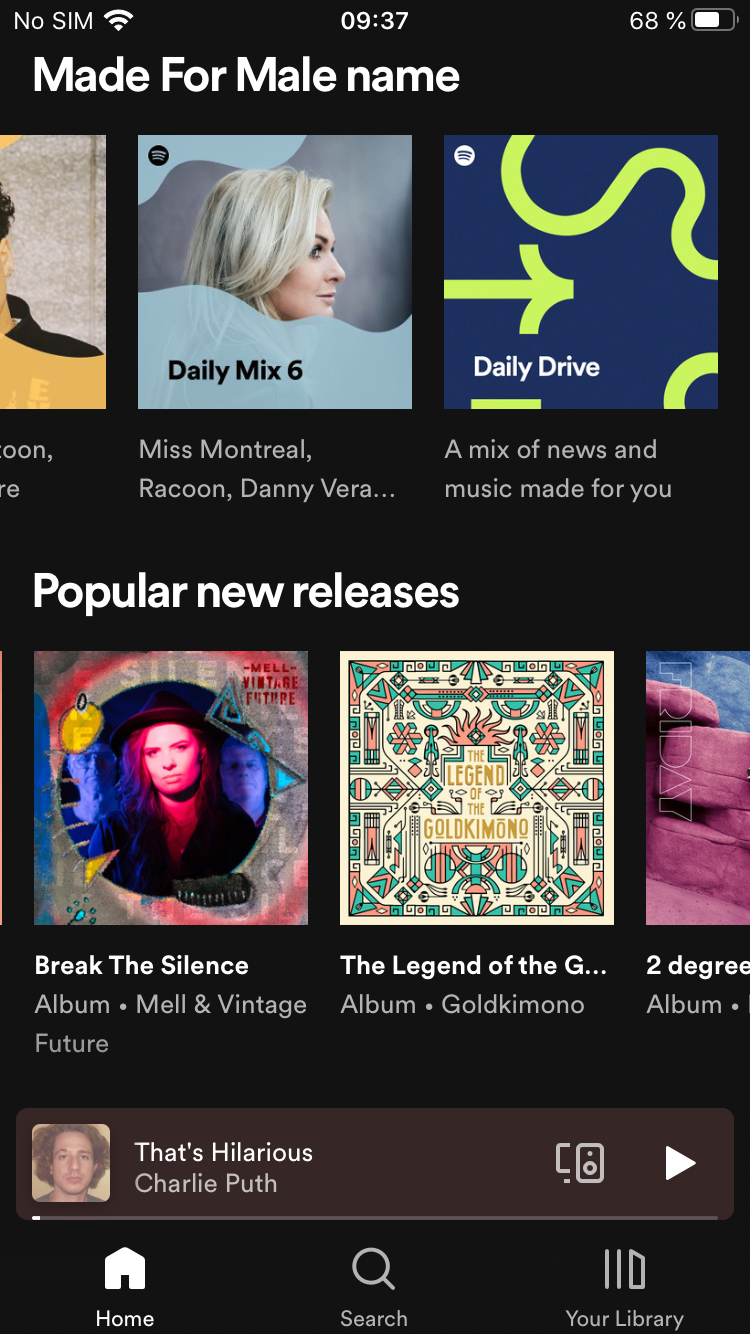 No SIM 09:37 68 %
Made For Male name
Daily Mix 6
Daily Drive
toon,
re
Miss Montreal,
Racoon, Danny Vera...
A mix of news and
music made for you
Popular new releases
-MELL-
VINTAGE
FUTURE
THE
LEGEND
OF
THE
GOLDKIMONO
FRIDAY
Break The Silence
Album • Mell & Vintage
Future
The Legend of the G...
Album • Goldkimono
2 degree
Album •
That's Hilarious
Charlie Puth
Home
Search
Your Library